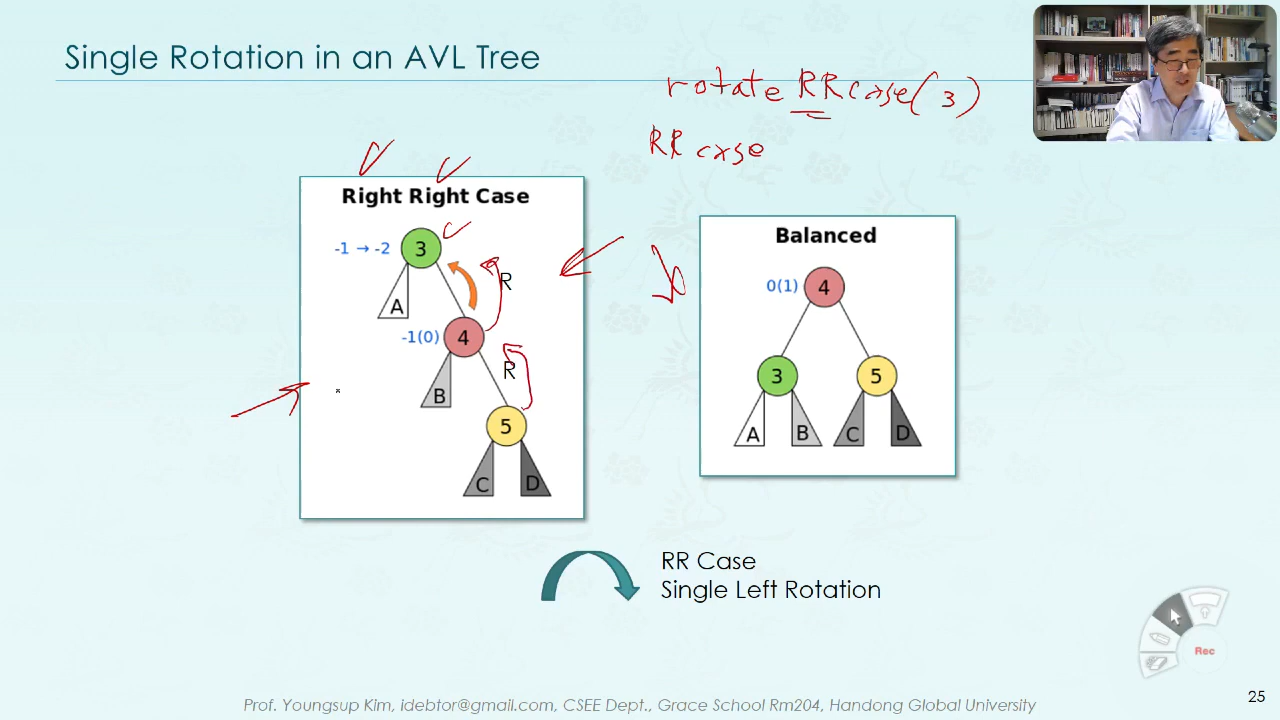 Single Rotation in an AVL Tree
rotate RRcase(3)
RR case
Right Right Case
-1 → -2
3
R
A
-1(0)
4
R
B
5
C
D
Balanced
0(1)
4
3
5
A
B
C
D
RR Case
Single Left Rotation
Rec
Prof. Youngsup Kim, idebtor@gmail.com, CSEE Dept., Grace School Rm204, Handong Global University
25